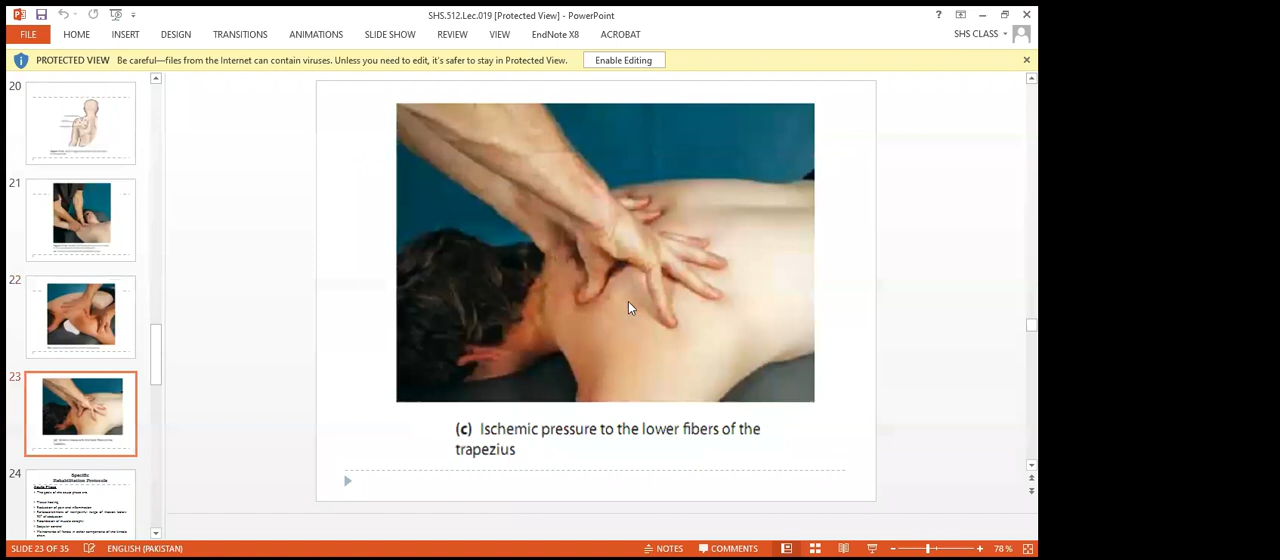 SHS.512.Lec.019 [Protected View] - PowerPoint
FILE HOME INSERT DESIGN TRANSITIONS ANIMATIONS SLIDE SHOW REVIEW VIEW EndNote X8 ACROBAT SHS CLASS
PROTECTED VIEW Be careful—files from the Internet can contain viruses. Unless you need to edit, it's safer to stay in Protected View. Enable Editing
20
21
22
23
24
Specific
Rehabilitation Protocols
(c) Ischemic pressure to the lower fibers of the
trapezius
SLIDE 23 OF 35 ENGLISH (PAKISTAN) NOTES COMMENTS 78 %